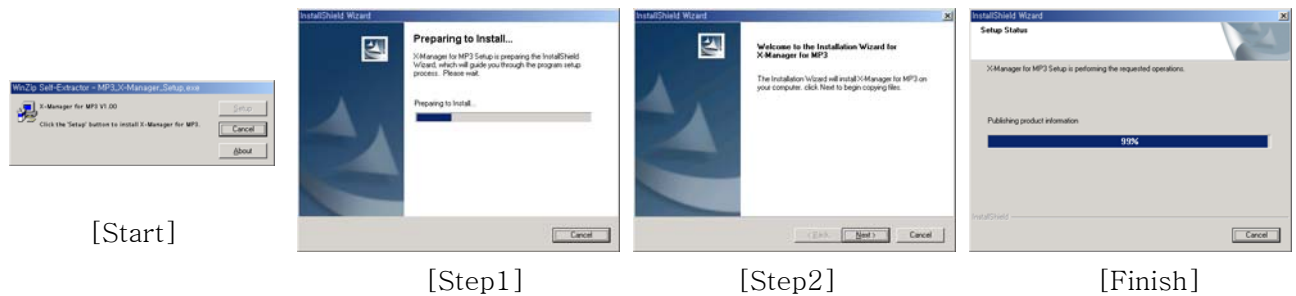 WinZip Self-Extractor - MP3_X-Manager_Setup.exe
X-Manager for MP3 V1.00
Click the 'Setup' button to install X-Manager for MP3.
Setup
Cancel
About
[Start]
InstallShield Wizard
Preparing to Install...
X-Manager for MP3 Setup is preparing the InstallShield
Wizard, which will guide you through the program setup
process. Please wait.
Preparing to Install...
Cancel
[Step1]
InstallShield Wizard
Welcome to the Installation Wizard for
X-Manager for MP3
The Installation Wizard will install X-Manager for MP3 on
your computer. click Next to begin copying files.
< Back
Next >
Cancel
[Step2]
InstallShield Wizard
Setup Status
X-Manager for MP3 Setup is performing the requested operations.
Publishing product information
99%
InstallShield
Cancel
[Finish]